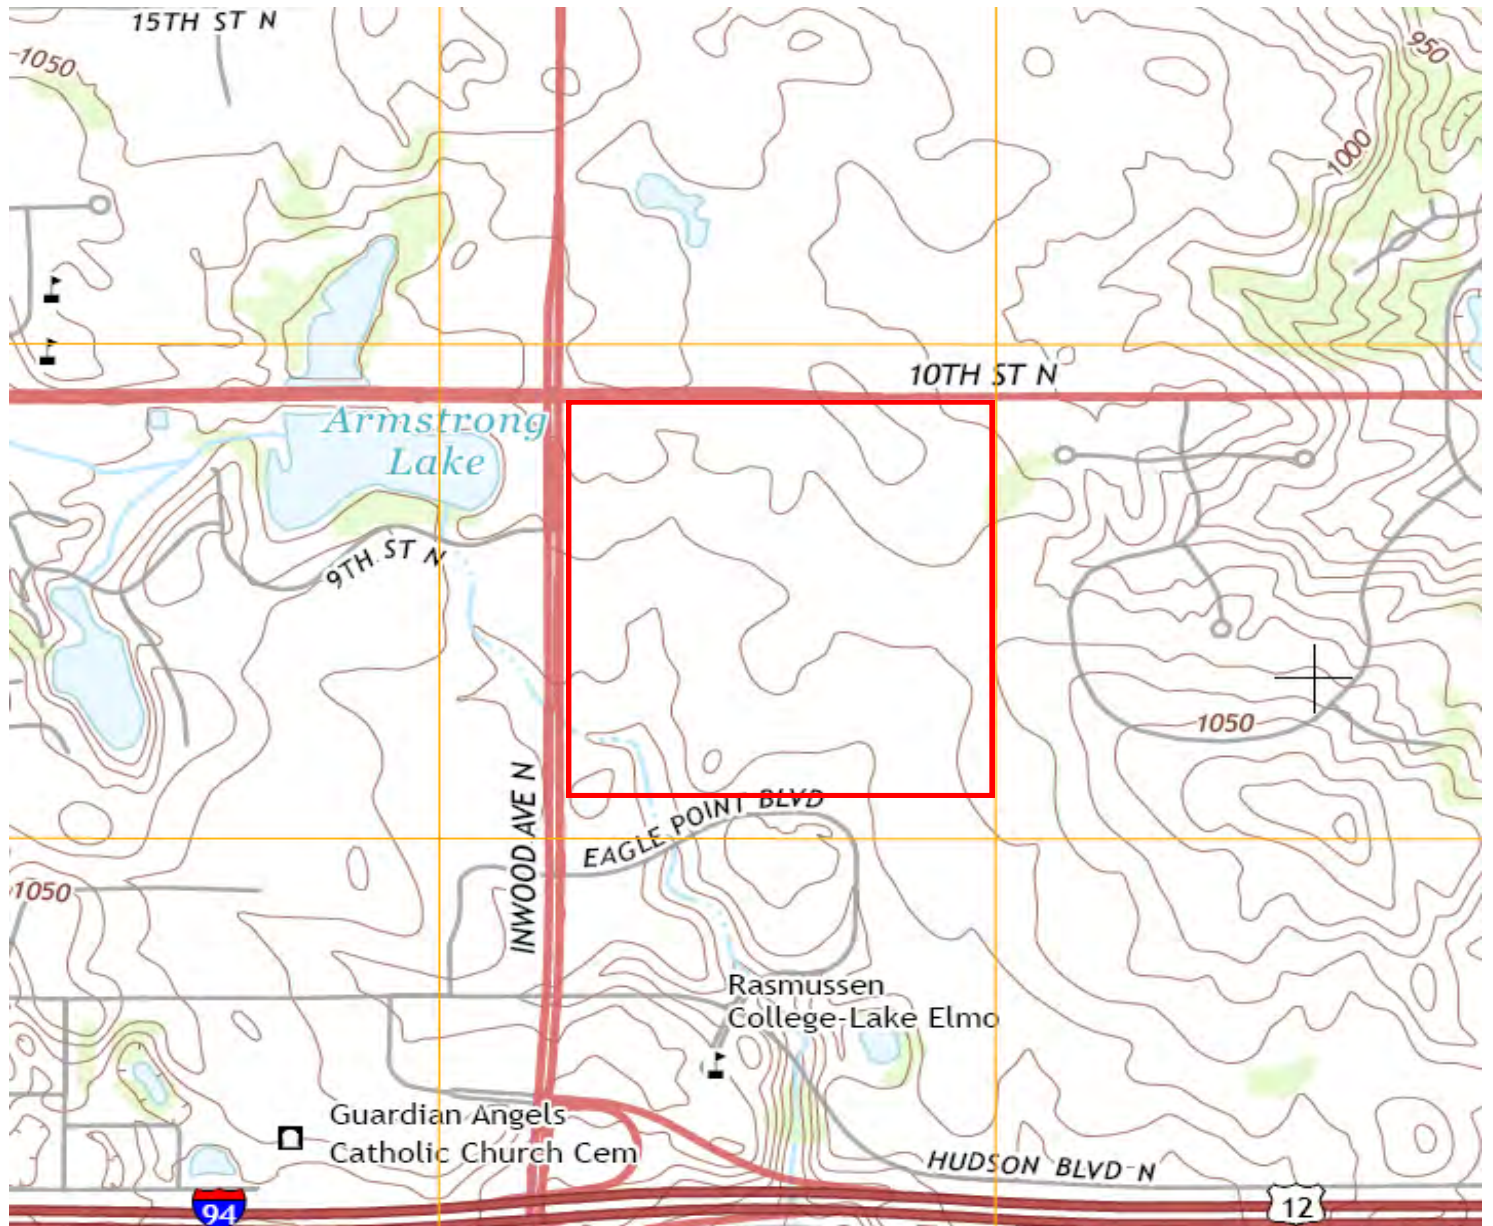 15TH ST N
1050
950
1000
10TH ST N
Armstrong
Lake
9TH ST N
1050
INWOOD AVE N
EAGLE POINT BLVD
1050
Rasmussen
College-Lake Elmo
Guardian Angels
Catholic Church Cem
HUDSON BLVD N
94
12